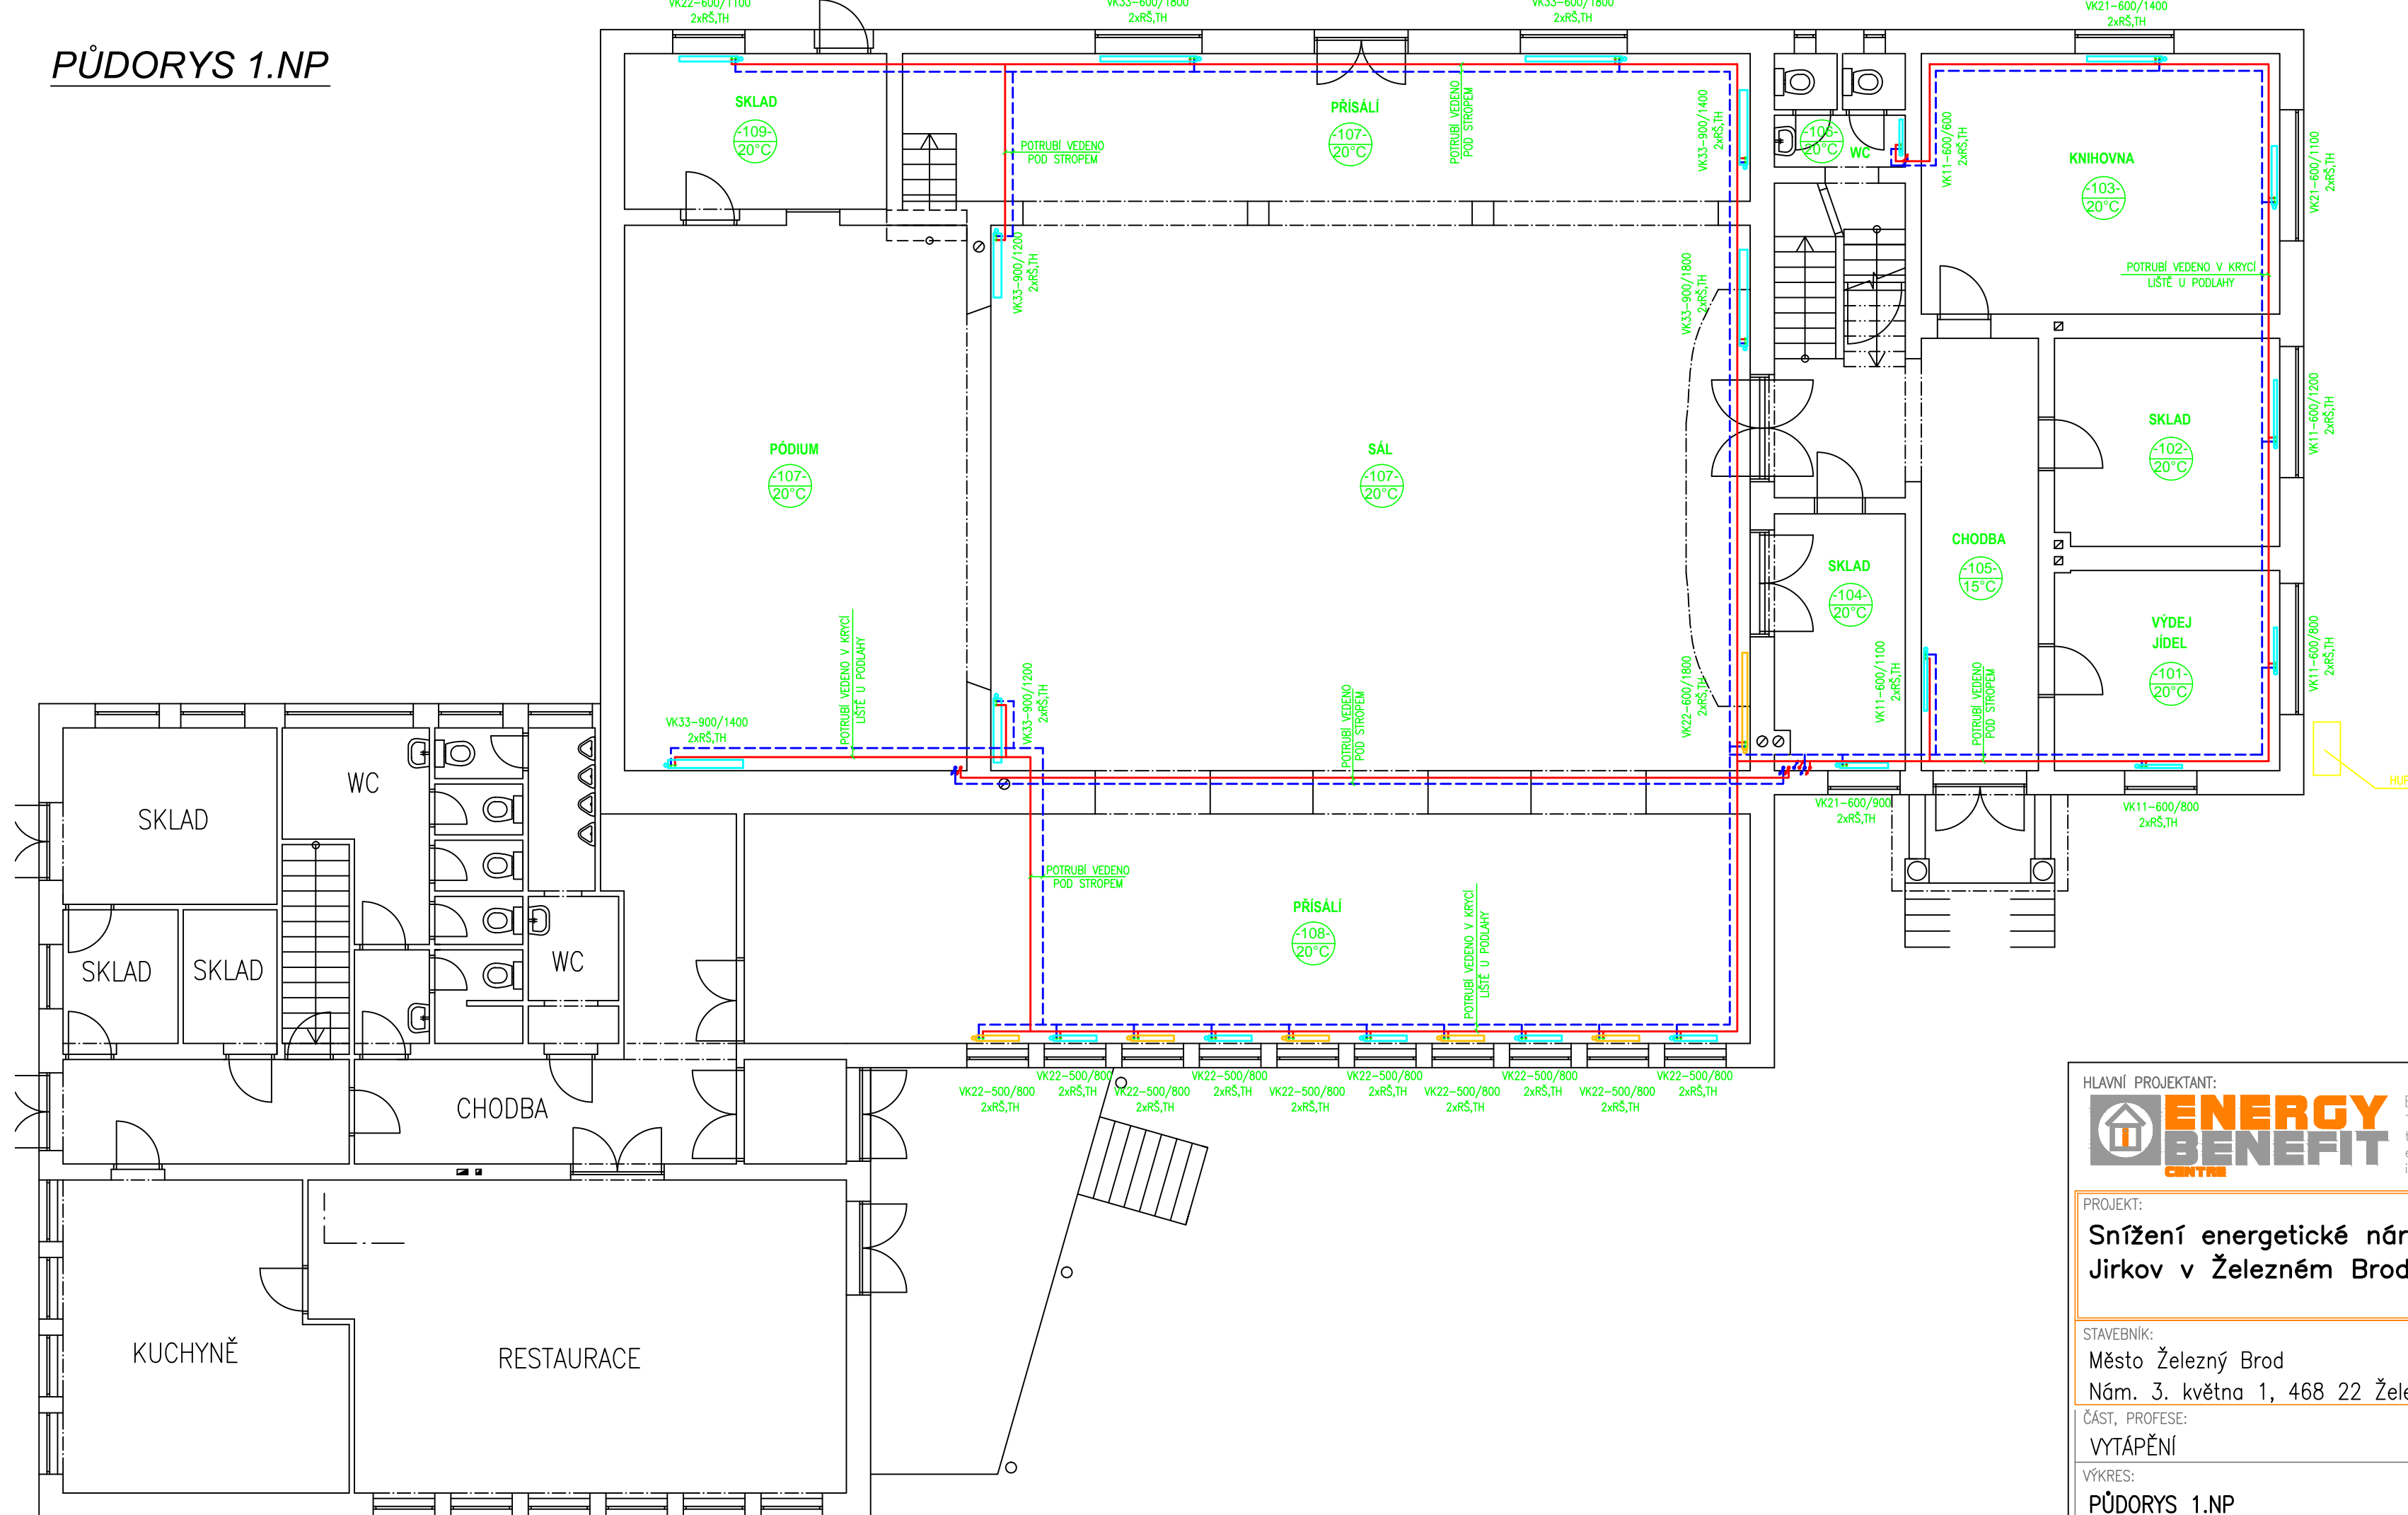 PŮDORYS 1.NP
VK22-600/1100
2xRŠ,TH
VK33-600/1800
2xRŠ,TH
VK33-600/1800
2xRŠ,TH
VK21-600/1400
2xRŠ,TH
SKLAD
-109-
20°C
POTRUBÍ VEDENO
POD STROPEM
PŘÍSÁLÍ
-107-
20°C
POTRUBÍ VEDENO
POD STROPEM
VK33-900/1400
2xRŠ,TH
-106-
20°C
WC
VK11-600/600
2xRŠ,TH
KNIHOVNA
-103-
20°C
VK21-600/1100
2xRŠ,TH
POTRUBÍ VEDENO V KRYCÍ
LIŠTĚ U PODLAHY
VK33-900/1200
2xRŠ,TH
VK33-900/1800
2xRŠ,TH
PÓDIUM
-107-
20°C
SÁL
-107-
20°C
SKLAD
-102-
20°C
VK11-600/1200
2xRŠ,TH
CHODBA
-105-
15°C
SKLAD
-104-
20°C
VÝDEJ
JÍDEL
-101-
20°C
VK11-600/800
2xRŠ,TH
POTRUBÍ VEDENO V KRYCÍ
LIŠTĚ U PODLAHY
VK33-900/1400
2xRŠ,TH
VK33-900/1200
2xRŠ,TH
POTRUBÍ VEDENO
POD STROPEM
VK22-600/1800
2xRŠ,TH
VK11-600/1100
2xRŠ,TH
POTRUBÍ VEDENO
POD STROPEM
HUP
VK21-600/900
2xRŠ,TH
VK11-600/800
2xRŠ,TH
POTRUBÍ VEDENO
POD STROPEM
PŘÍSÁLÍ
-108-
20°C
POTRUBÍ VEDENO V KRYCÍ
LIŠTĚ U PODLAHY
WC
SKLAD
SKLAD
SKLAD
WC
CHODBA
KUCHYNĚ
RESTAURACE
VK22-500/800
2xRŠ,TH
VK22-500/800
2xRŠ,TH
VK22-500/800
2xRŠ,TH
VK22-500/800
2xRŠ,TH
VK22-500/800
2xRŠ,TH
VK22-500/800
2xRŠ,TH
VK22-500/800
2xRŠ,TH
VK22-500/800
2xRŠ,TH
VK22-500/800
2xRŠ,TH
VK22-500/800
2xRŠ,TH
HLAVNÍ PROJEKTANT:
ENERGY
BENEFIT
CENTRE
PROJEKT:
Snížení energetické nár
Jirkov v Železném Brod
STAVEBNÍK:
Město Železný Brod
Nám. 3. května 1, 468 22 Žele
ČÁST, PROFESE:
VYTÁPĚNÍ
VÝKRES:
PŮDORYS 1.NP